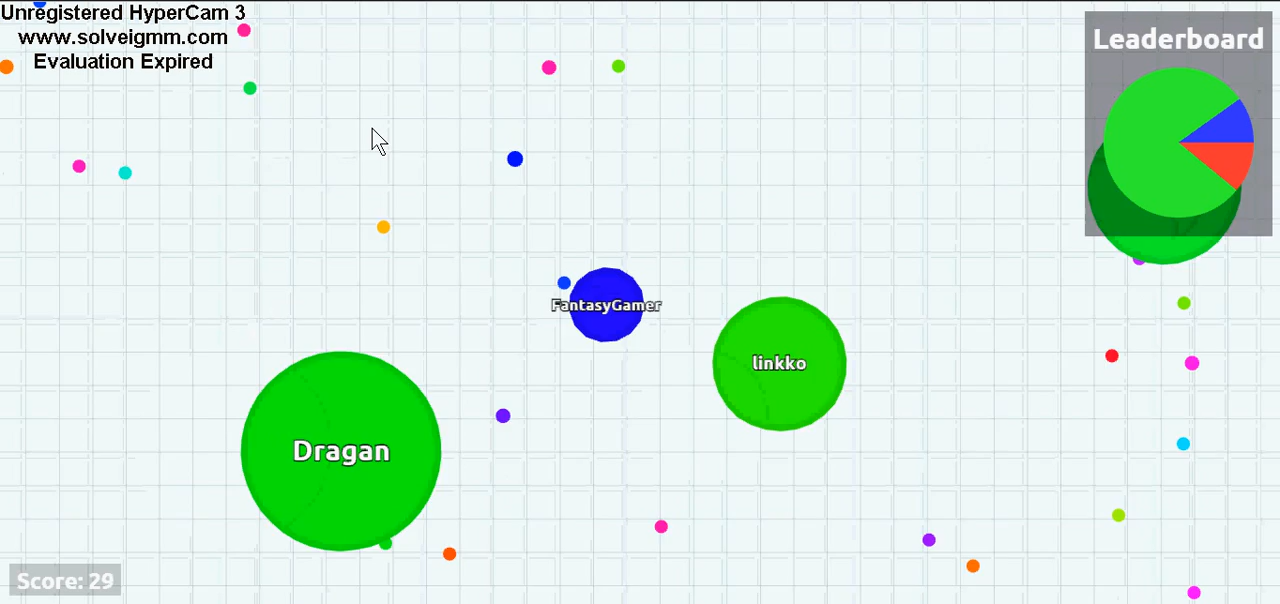 Unregistered HyperCam 3
www.solveigmm.com
Evaluation Expired
Leaderboard
FantasyGamer
linkko
Dragan
Score: 29